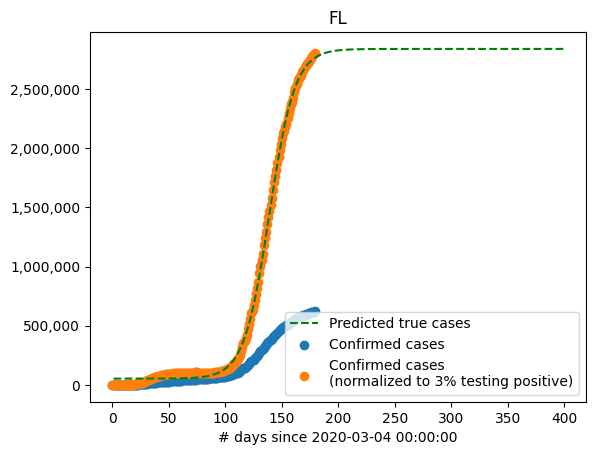 FL
2,500,000
2,000,000
1,500,000
1,000,000
500,000
0
Predicted true cases
Confirmed cases
Confirmed cases
(normalized to 3% testing positive)
0 50 100 150 200 250 300 350 400
# days since 2020-03-04 00:00:00